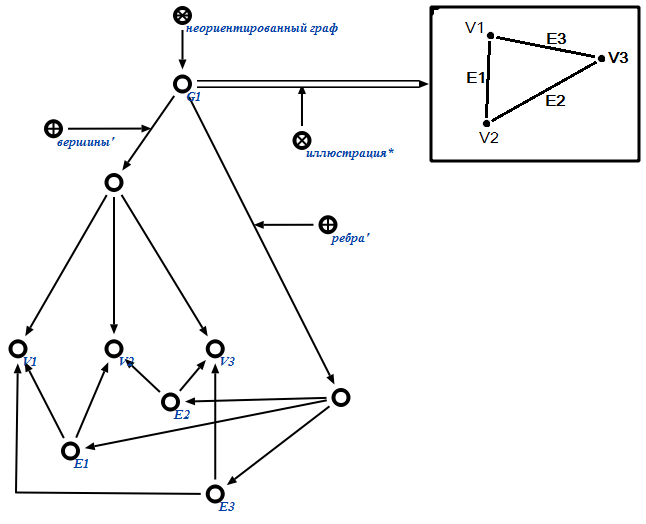 неориентированный граф
V1
E3
V3
E1
E2
V2
G1
вершины'
иллюстрация*
ребра'
V1
V2
V3
E2
E1
E3